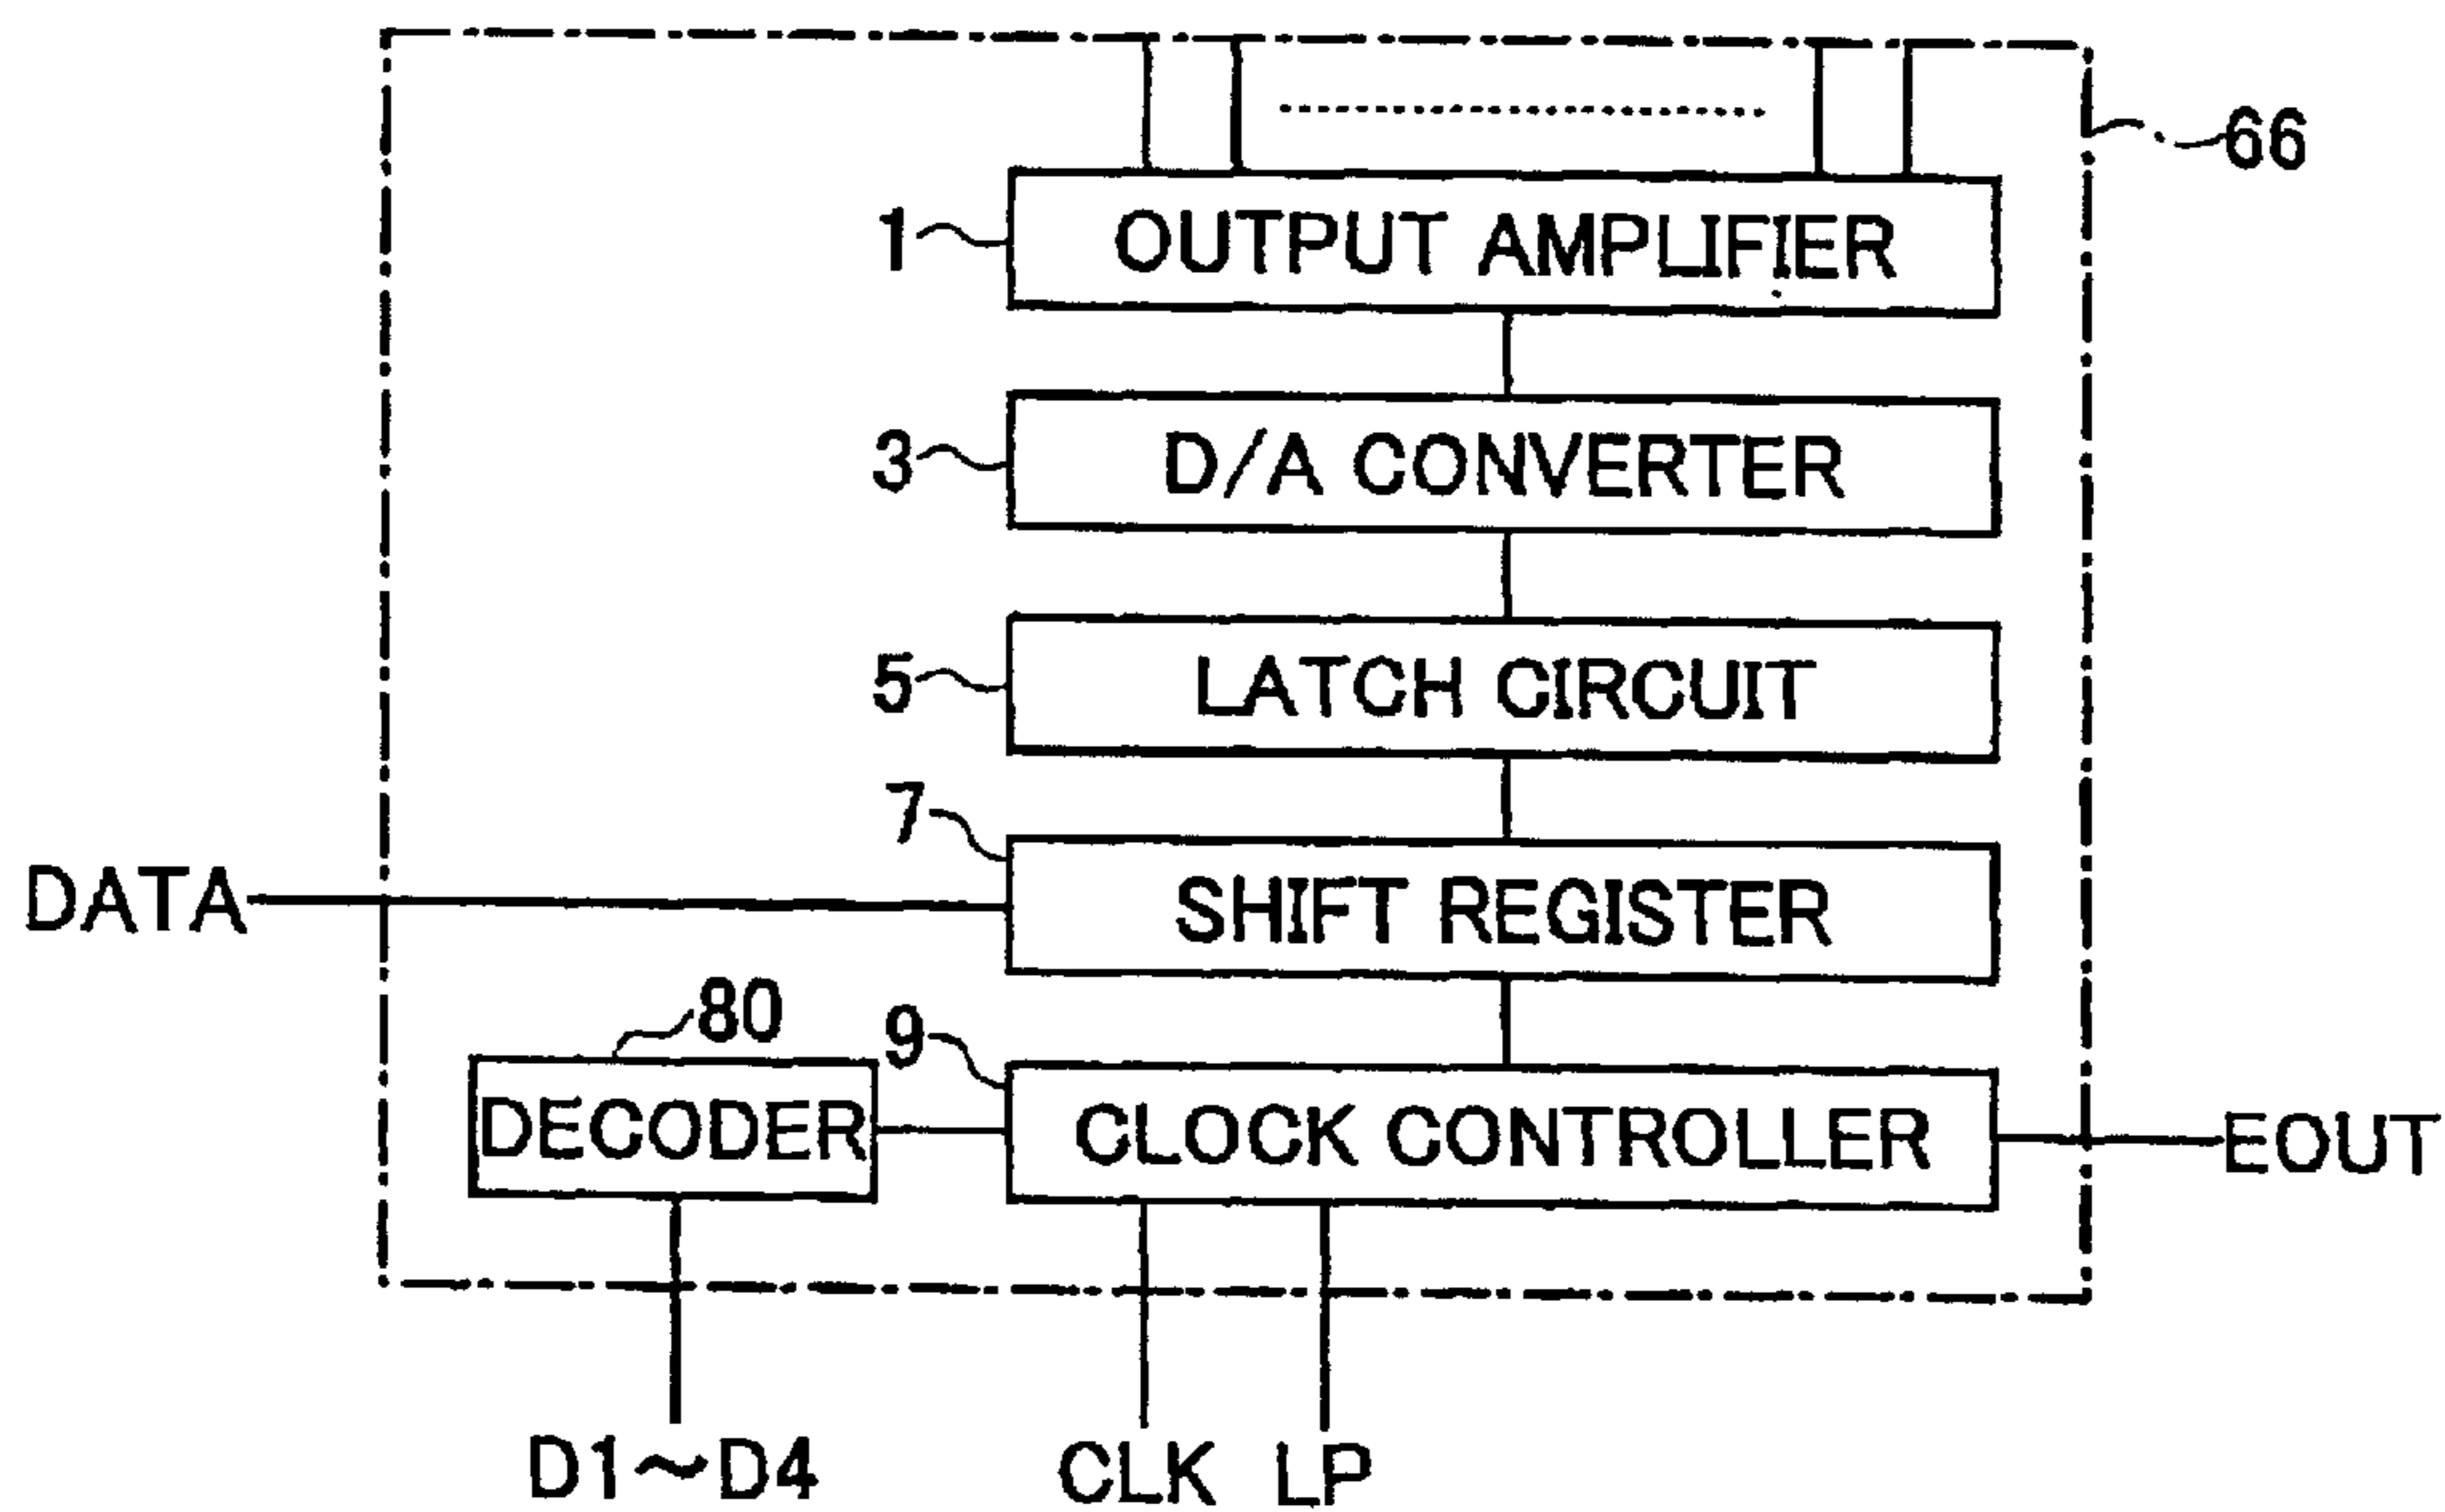 66
1 OUTPUT AMPLIFIER
3 D/A CONVERTER
5 LATCH CIRCUIT
7
DATA SHIFT REGISTER
80 9
DECODER CLOCK CONTROLLER EOUT
D1～D4 CLK LP